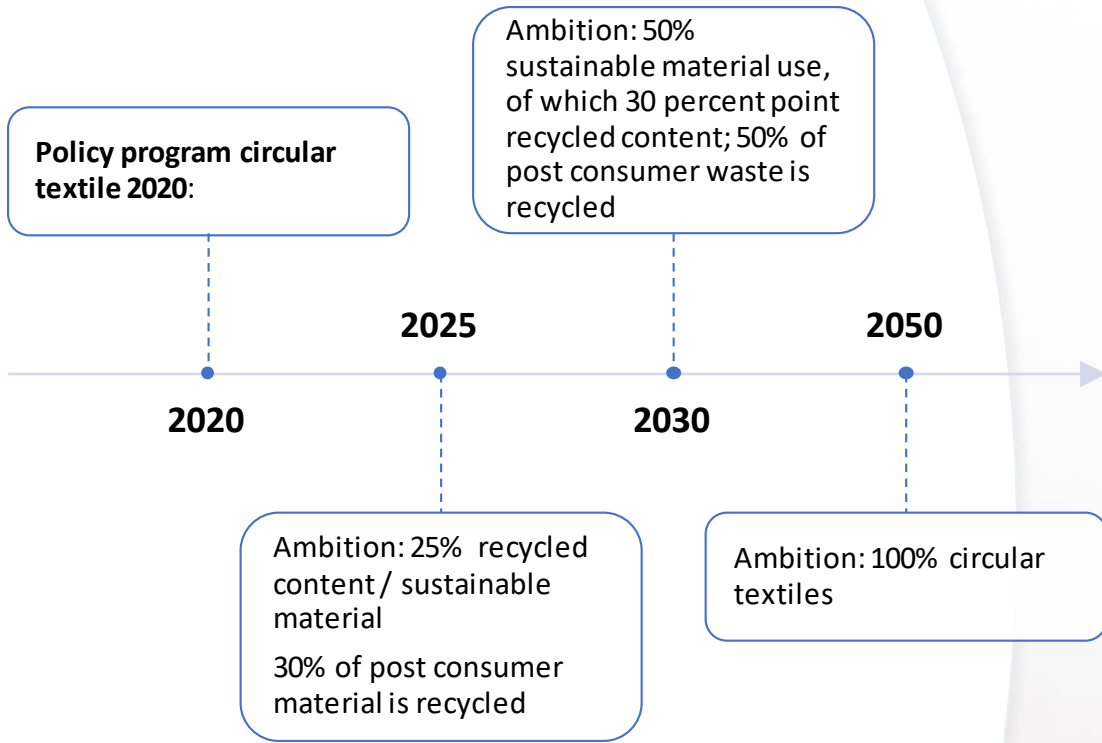 Policy program circular
textile 2020:
2020
2025
Ambition: 25% recycled
content / sustainable
material
30% of post consumer
material is recycled
Ambition: 50%
sustainable material use,
of which 30 percent point
recycled content; 50% of
post consumer waste is
recycled
2030
2050
Ambition: 100% circular
textiles